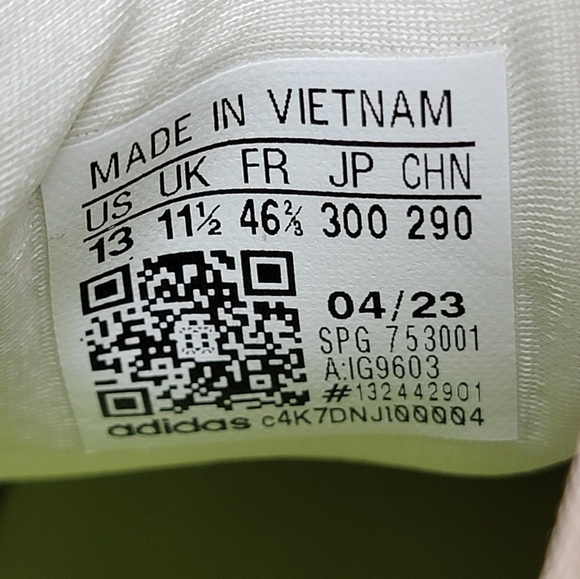 MADE IN VIETNAM
US UK FR JP CHN
13 11½ 46⅔ 300 290
04/23
SPG 753001
A:IG9603
#132442901
adidas c4K7DNJ100004